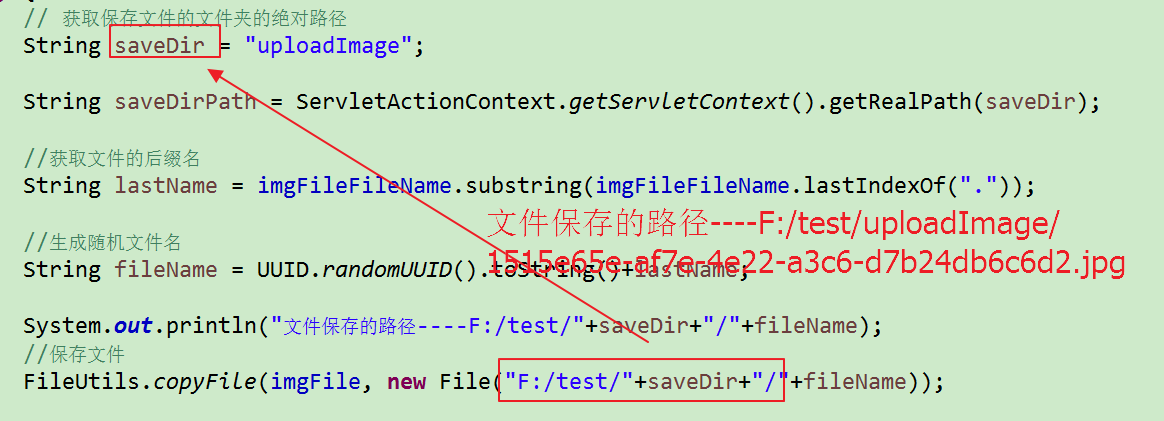 // 获取保存文件的文件夹的绝对路径
String saveDir = "uploadImage";
String saveDirPath = ServletActionContext.getServletContext().getRealPath(saveDir);
//获取文件的后缀名
String lastName = imgFileFileName.substring(imgFileFileName.lastIndexOf("."));
文件保存的路径----F:/test/uploadImage/
1515e65e-af7e-4e22-a3c6-d7b24db6c6d2.jpg
//生成随机文件名
String fileName = UUID.randomUUID().toString()+lastName;
System.out.println("文件保存的路径----F:/test/"+saveDir+"/"+fileName);
//保存文件
FileUtils.copyFile(imgFile, new File("F:/test/"+saveDir+"/"+fileName));